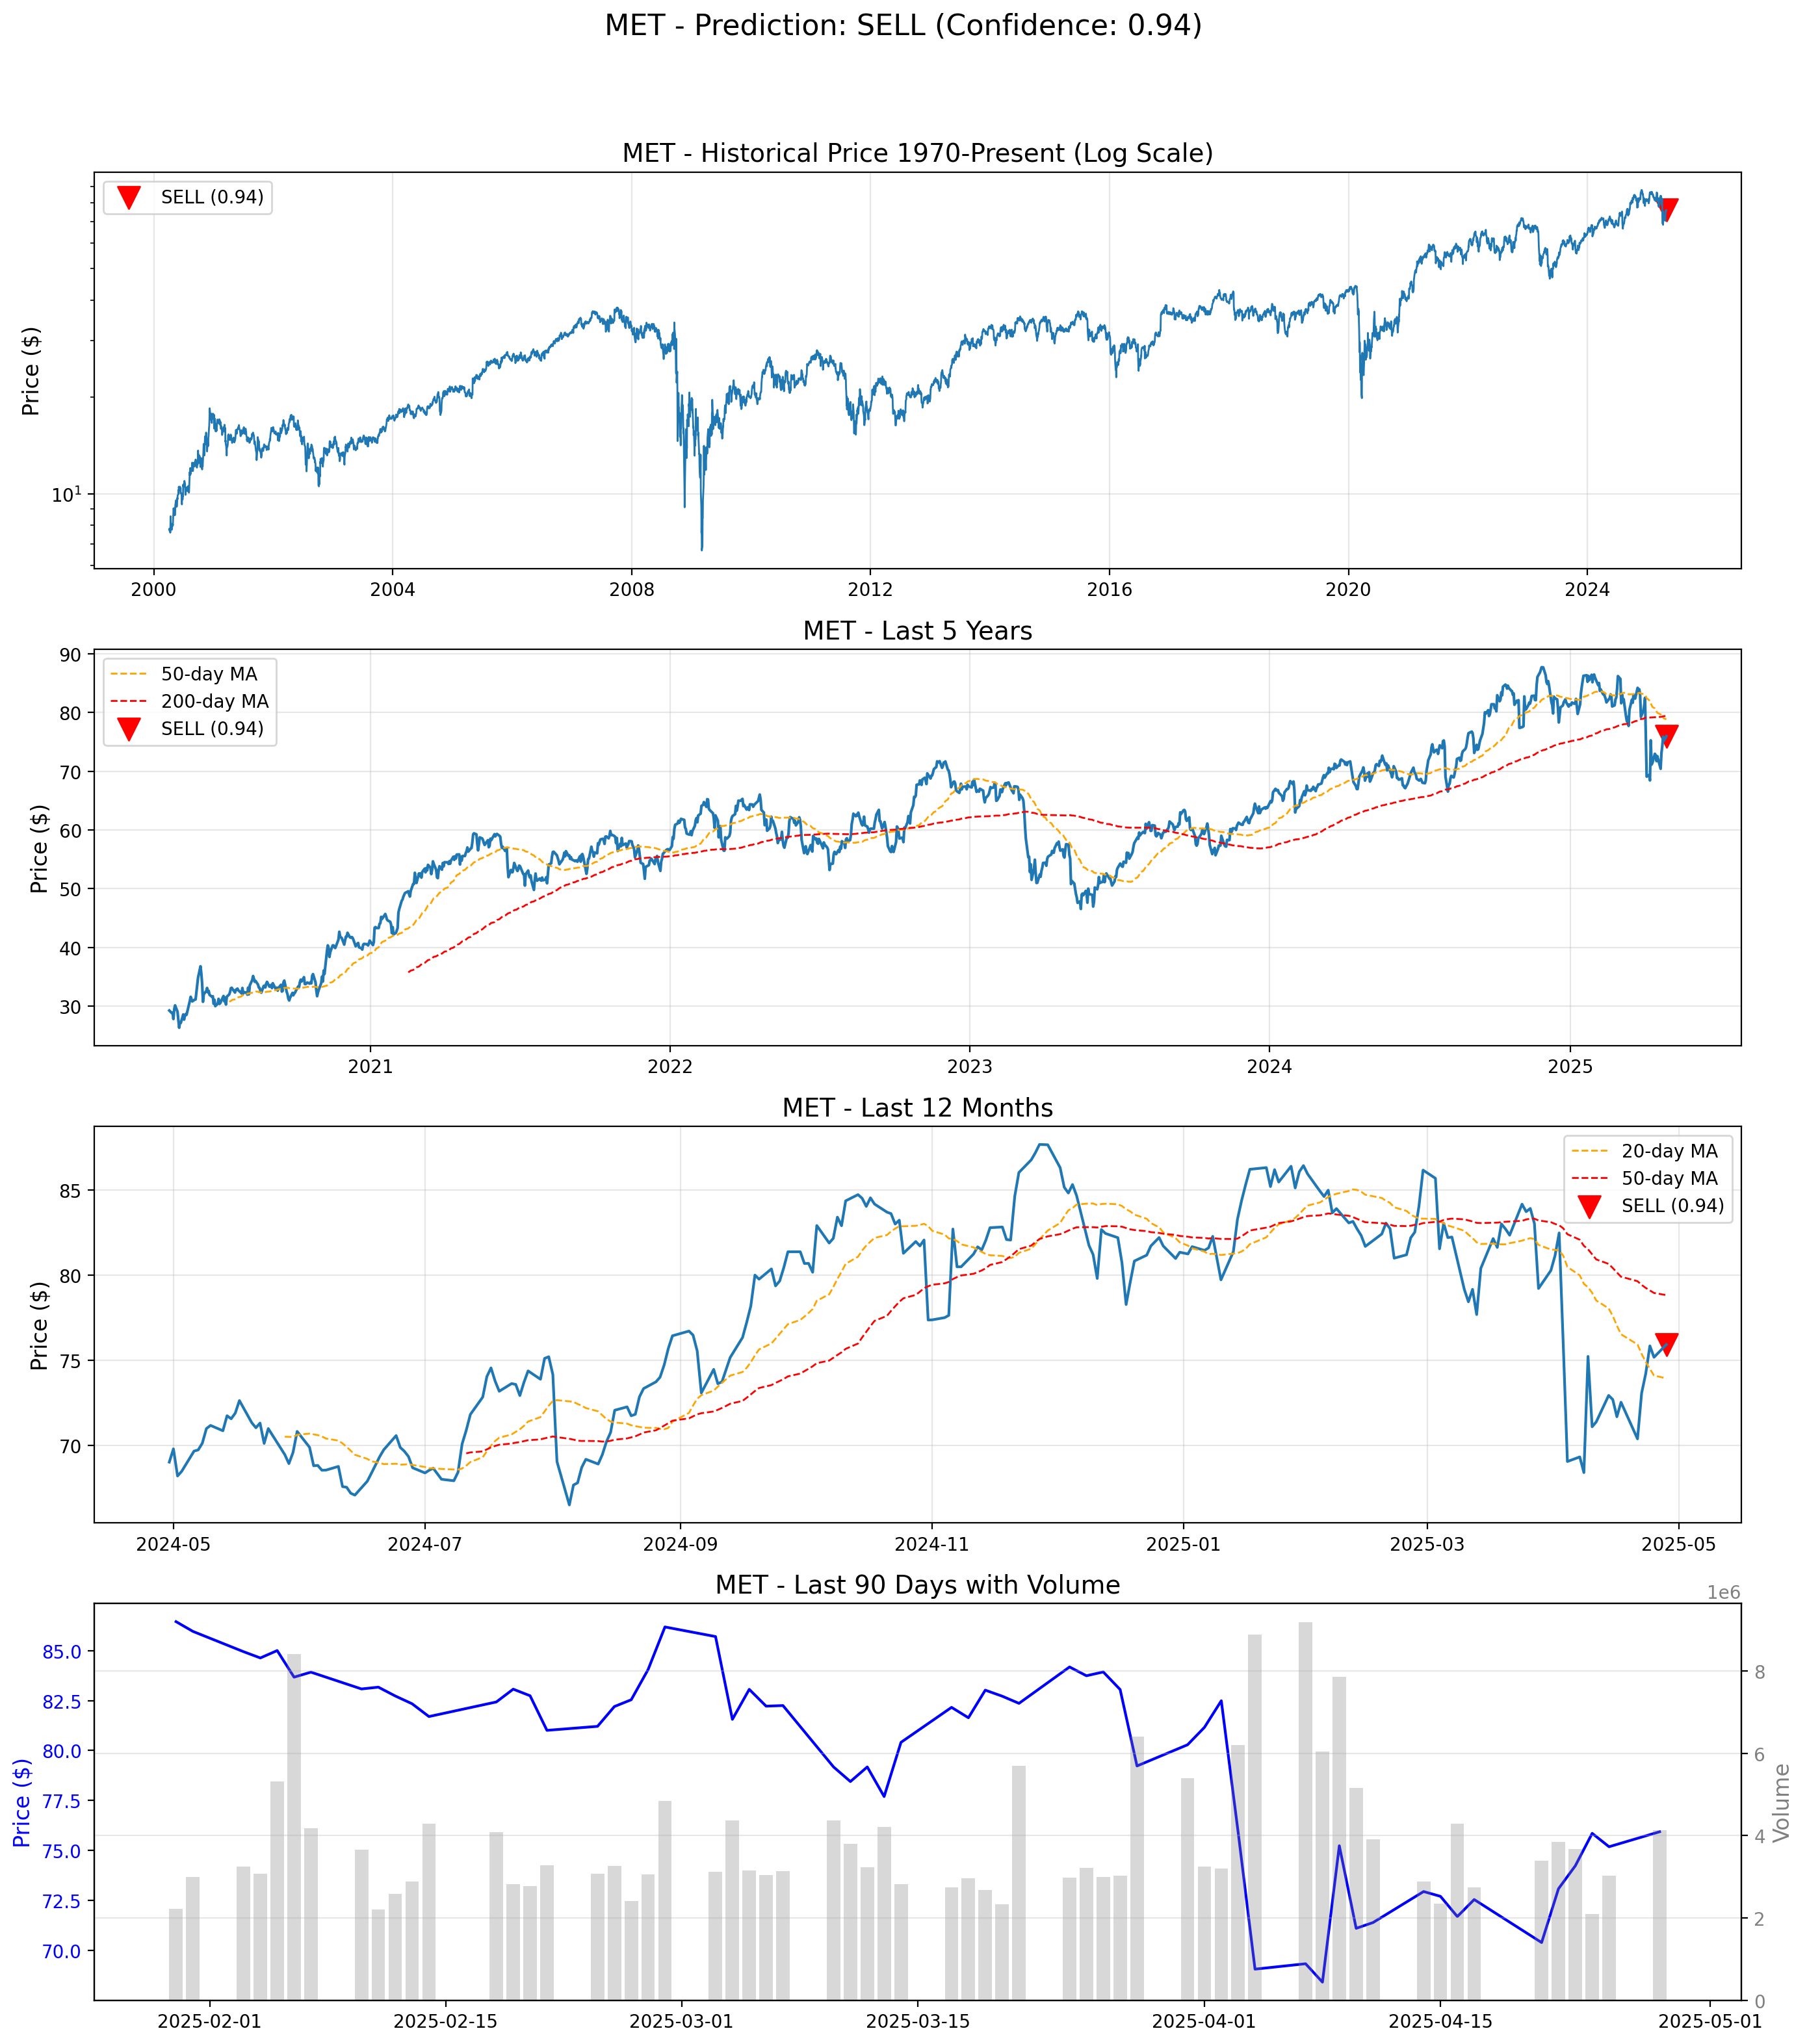 MET - Prediction: SELL (Confidence: 0.94)
MET - Historical Price 1970-Present (Log Scale)
SELL (0.94)
Price ($)
10¹
2000 2004 2008 2012 2016 2020 2024
MET - Last 5 Years
50-day MA
200-day MA
SELL (0.94)
Price ($)
90
80
70
60
50
40
30
2021 2022 2023 2024 2025
MET - Last 12 Months
20-day MA
50-day MA
SELL (0.94)
Price ($)
85
80
75
70
2024-05 2024-07 2024-09 2024-11 2025-01 2025-03 2025-05
MET - Last 90 Days with Volume
1e6
Price ($)
85.0
82.5
80.0
77.5
75.0
72.5
70.0
8
6
4
2
0
Volume
2025-02-01 2025-02-15 2025-03-01 2025-03-15 2025-04-01 2025-04-15 2025-05-01